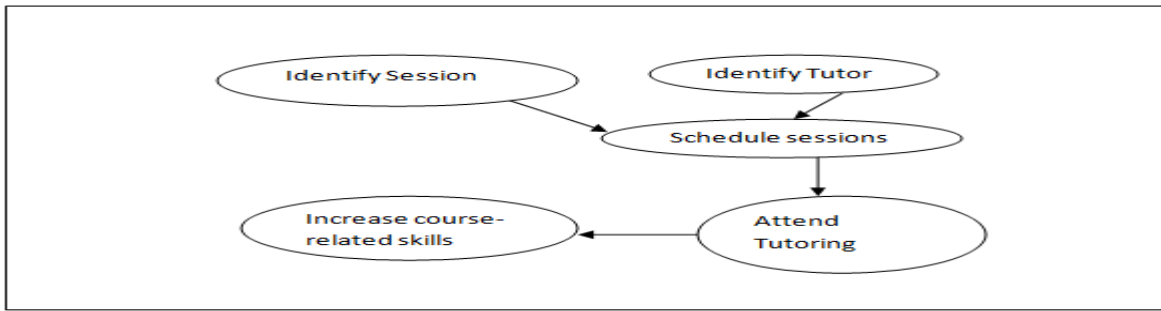 Identify Session
Identify Tutor
Schedule sessions
Increase course-
related skills
Attend
Tutoring